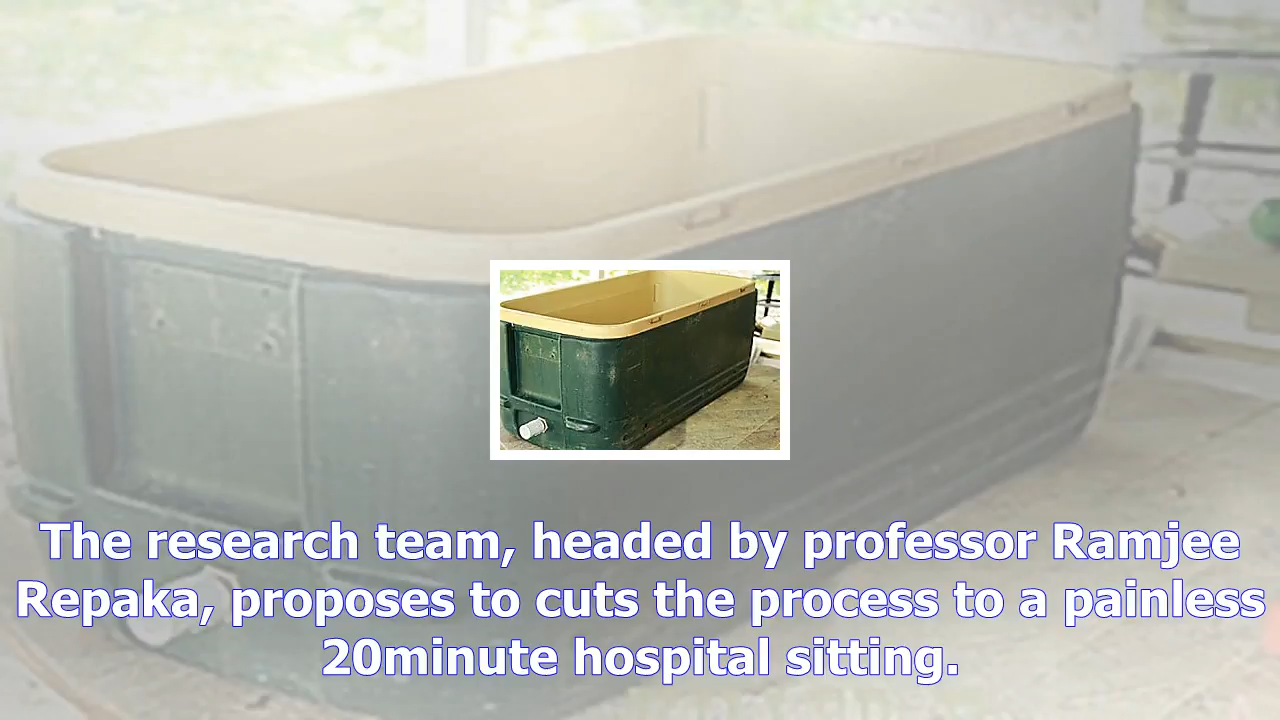 The research team, headed by professor Ramjee
Repaka, proposes to cuts the process to a painless
20minute hospital sitting.